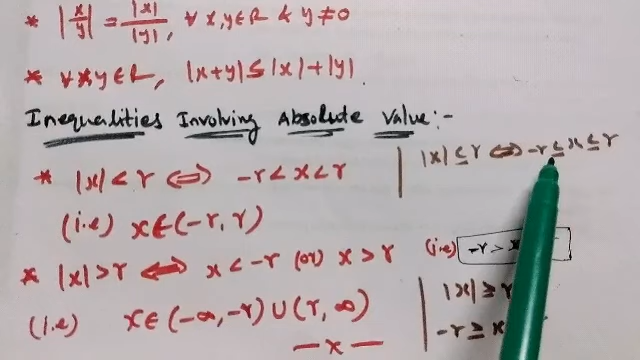 * |x/y| = |x|/|y|, ∀ x,y∈R & y≠0
* ∀ x,y∈R, |x+y| ≤ |x|+|y|
Inequalities Involving Absolute Value:-
* |x| < r ⇔ -r < x < r
(i.e) x∈(-r, r)
* |x| > r ⇔ x < -r (or) x > r
(i.e) x∈ (-∞, -r) ∪ (r, ∞)
— x —
|x| ≤ r ⇔ -r ≤ x ≤ r
(i.e) -r > x
|x| ≥ r
-r ≥ x